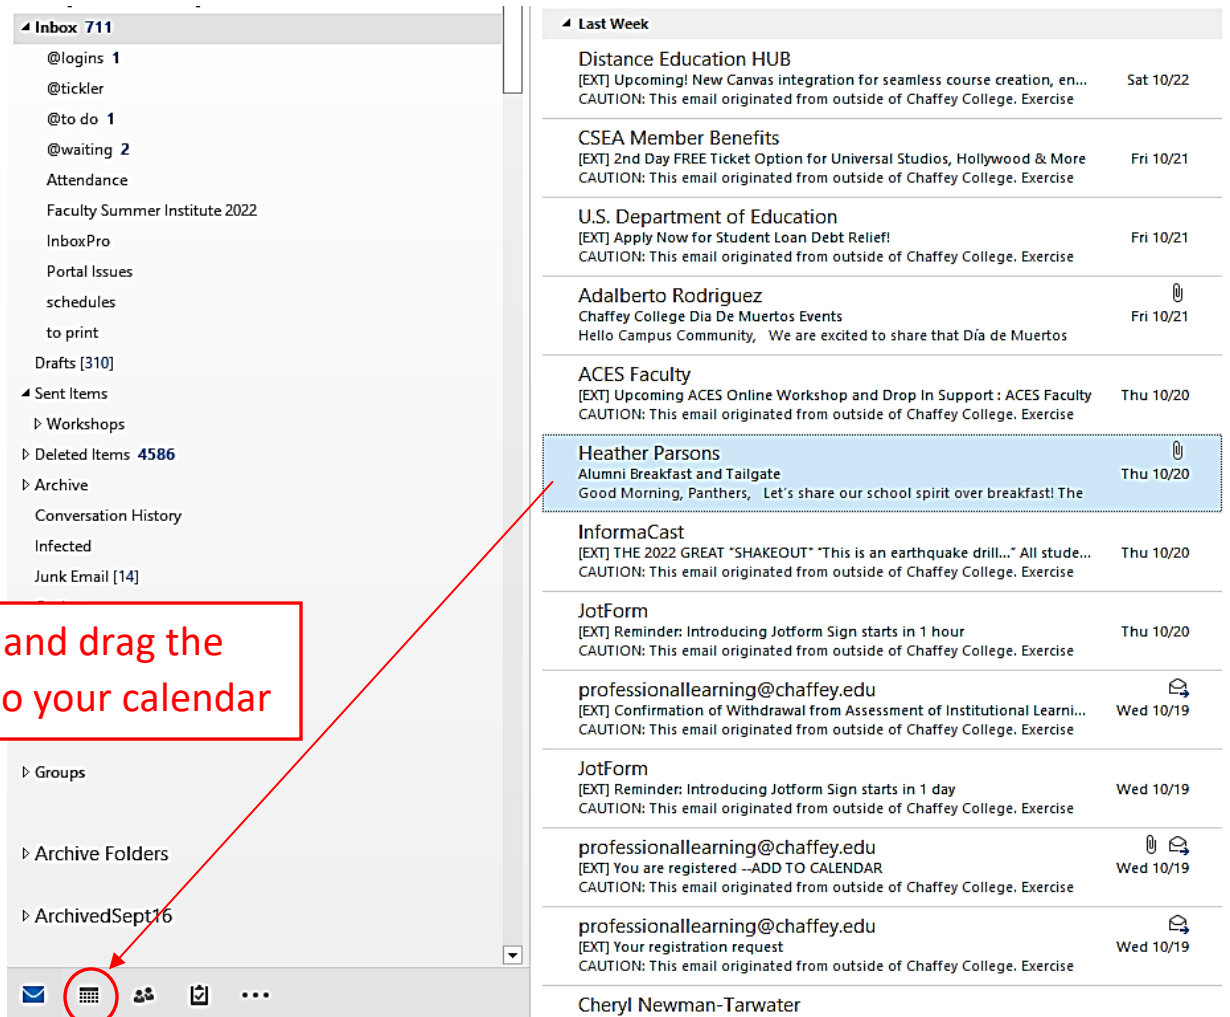 Inbox 711
@logins 1
@tickler
@to do 1
@waiting 2
Attendance
Faculty Summer Institute 2022
InboxPro
Portal Issues
schedules
to print
Drafts [310]
Sent Items
Workshops
Deleted Items 4586
Archive
Conversation History
Infected
Junk Email [14]
and drag the
o your calendar
Groups
Archive Folders
ArchivedSept16
Last Week
Distance Education HUB
[EXT] Upcoming! New Canvas integration for seamless course creation, en... Sat 10/22
CAUTION: This email originated from outside of Chaffey College. Exercise
CSEA Member Benefits
[EXT] 2nd Day FREE Ticket Option for Universal Studios, Hollywood & More Fri 10/21
CAUTION: This email originated from outside of Chaffey College. Exercise
U.S. Department of Education
[EXT] Apply Now for Student Loan Debt Relief! Fri 10/21
CAUTION: This email originated from outside of Chaffey College. Exercise
Adalberto Rodriguez
Chaffey College Dia De Muertos Events Fri 10/21
Hello Campus Community, We are excited to share that Día de Muertos
ACES Faculty
[EXT] Upcoming ACES Online Workshop and Drop In Support : ACES Faculty Thu 10/20
CAUTION: This email originated from outside of Chaffey College. Exercise
Heather Parsons
Alumni Breakfast and Tailgate Thu 10/20
Good Morning, Panthers, Let's share our school spirit over breakfast! The
InformaCast
[EXT] THE 2022 GREAT "SHAKEOUT" "This is an earthquake drill..." All stude... Thu 10/20
CAUTION: This email originated from outside of Chaffey College. Exercise
JotForm
[EXT] Reminder: Introducing Jotform Sign starts in 1 hour Thu 10/20
CAUTION: This email originated from outside of Chaffey College. Exercise
professionallearning@chaffey.edu
[EXT] Confirmation of Withdrawal from Assessment of Institutional Learni... Wed 10/19
CAUTION: This email originated from outside of Chaffey College. Exercise
JotForm
[EXT] Reminder: Introducing Jotform Sign starts in 1 day Wed 10/19
CAUTION: This email originated from outside of Chaffey College. Exercise
professionallearning@chaffey.edu
[EXT] You are registered --ADD TO CALENDAR Wed 10/19
CAUTION: This email originated from outside of Chaffey College. Exercise
professionallearning@chaffey.edu
[EXT] Your registration request Wed 10/19
CAUTION: This email originated from outside of Chaffey College. Exercise
Cheryl Newman-Tarwater